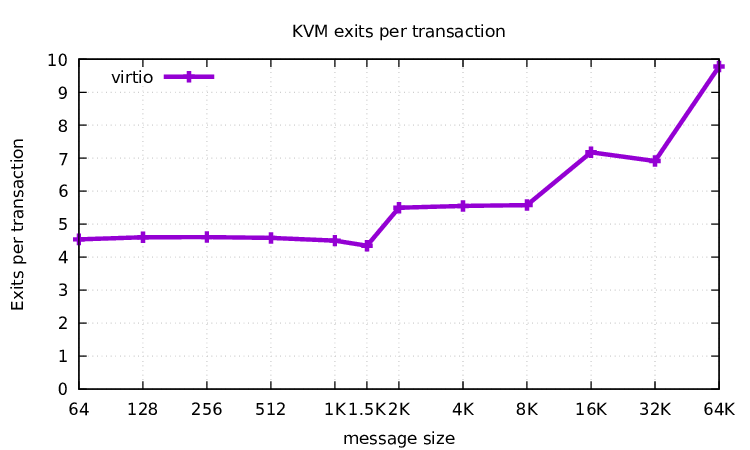 KVM exits per transaction
virtio
10
9
8
7
6
5
4
3
2
1
0
Exits per transaction
64 128 256 512 1K 1.5K 2K 4K 8K 16K 32K 64K
message size